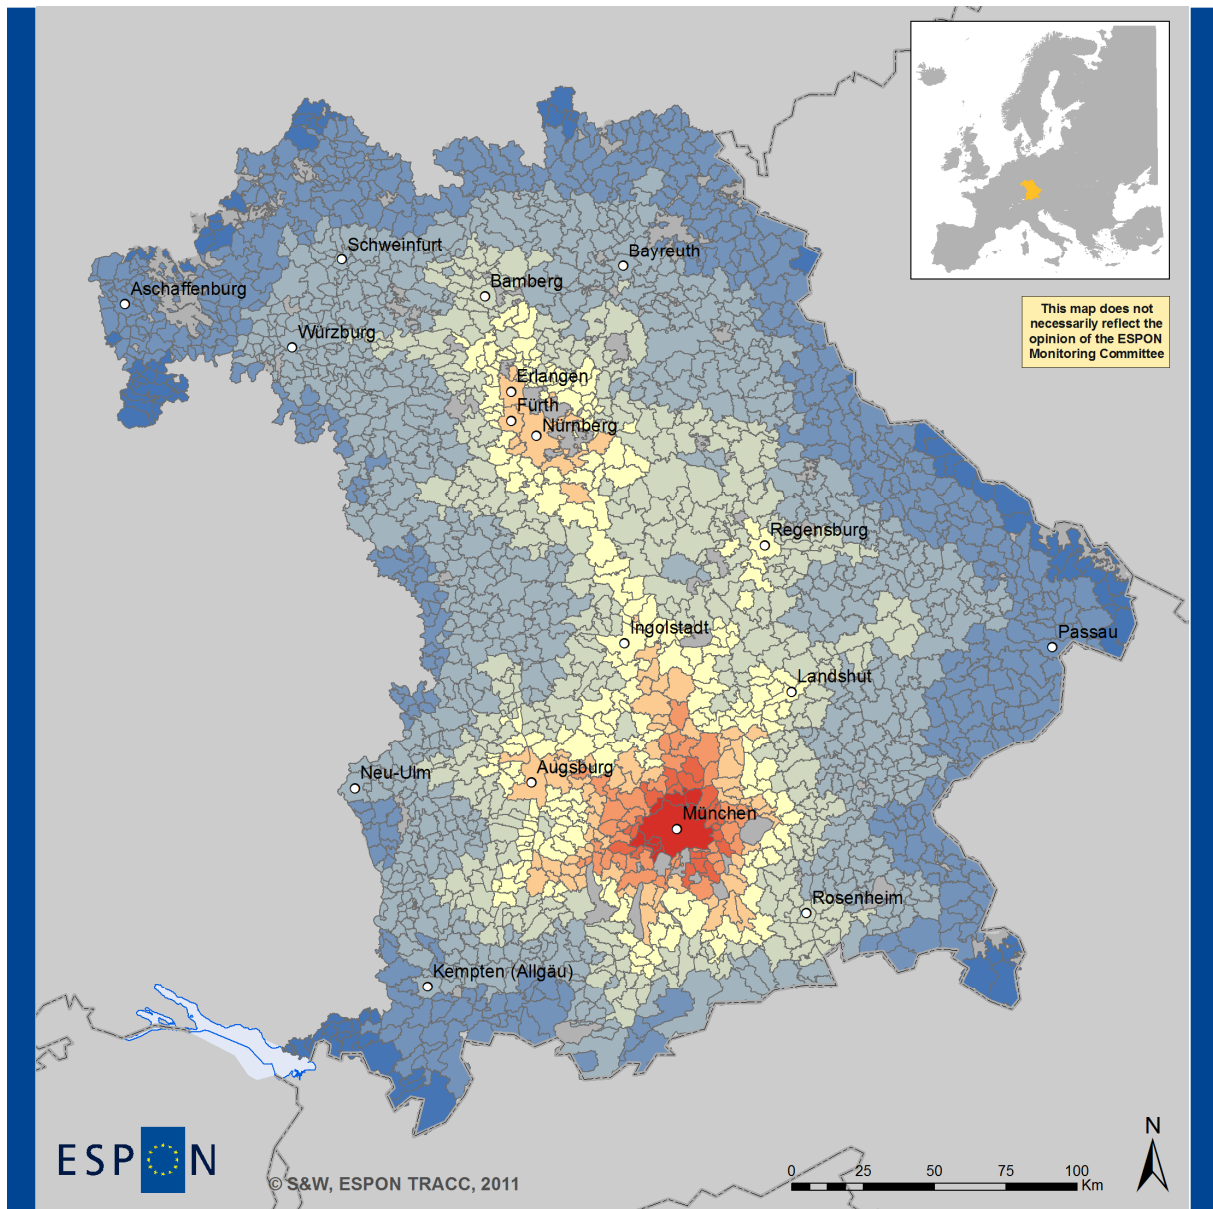 This map does not
necessarily reflect the
opinion of the ESPON
Monitoring Committee
Schweinfurt
Bayreuth
Aschaffenburg
Bamberg
Würzburg
Erlangen
Fürth
Nürnberg
Regensburg
Ingolstadt
Passau
Landshut
Neu-Ulm
Augsburg
München
Rosenheim
Kempten (Allgäu)
ESPON
© S&W, ESPON TRACC, 2011
N
0 25 50 75 100
Km